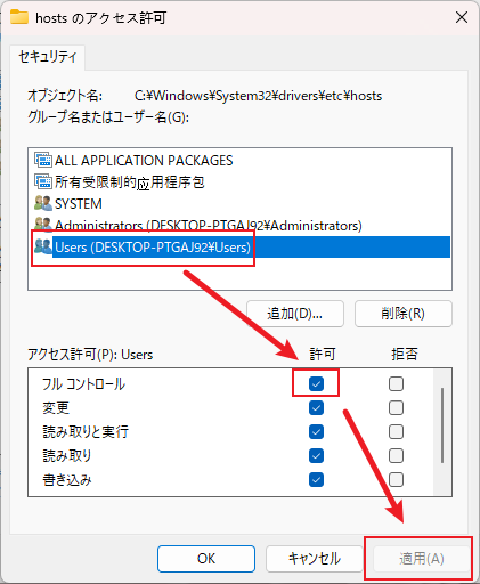 hosts のアクセス許可
セキュリティ
オブジェクト名: C:¥Windows¥System32¥drivers¥etc¥hosts
グループ名またはユーザー名(G):
ALL APPLICATION PACKAGES
所有受限制的应用程序包
SYSTEM
Administrators (DESKTOP-PTGAJ92¥Administrators)
Users (DESKTOP-PTGAJ92¥Users)
追加(D)... 削除(R)
アクセス許可(P): Users 許可 拒否
フル コントロール
変更
読み取りと実行
読み取り
書き込み
OK キャンセル 適用(A)